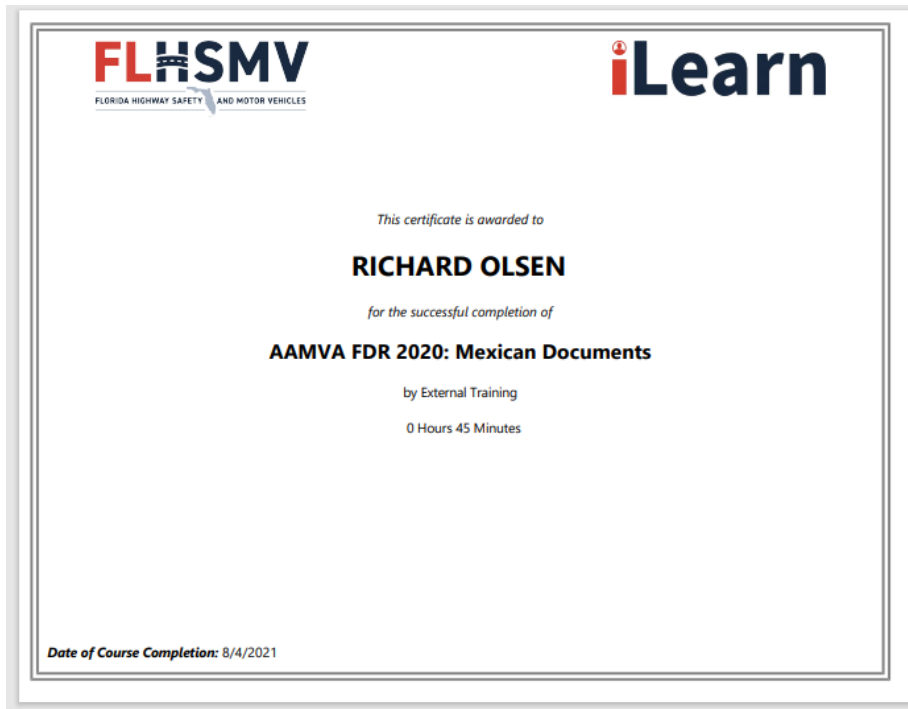 FLHSMV
FLORIDA HIGHWAY SAFETY AND MOTOR VEHICLES
iLearn
This certificate is awarded to
RICHARD OLSEN
for the successful completion of
AAMVA FDR 2020: Mexican Documents
by External Training
0 Hours 45 Minutes
Date of Course Completion: 8/4/2021